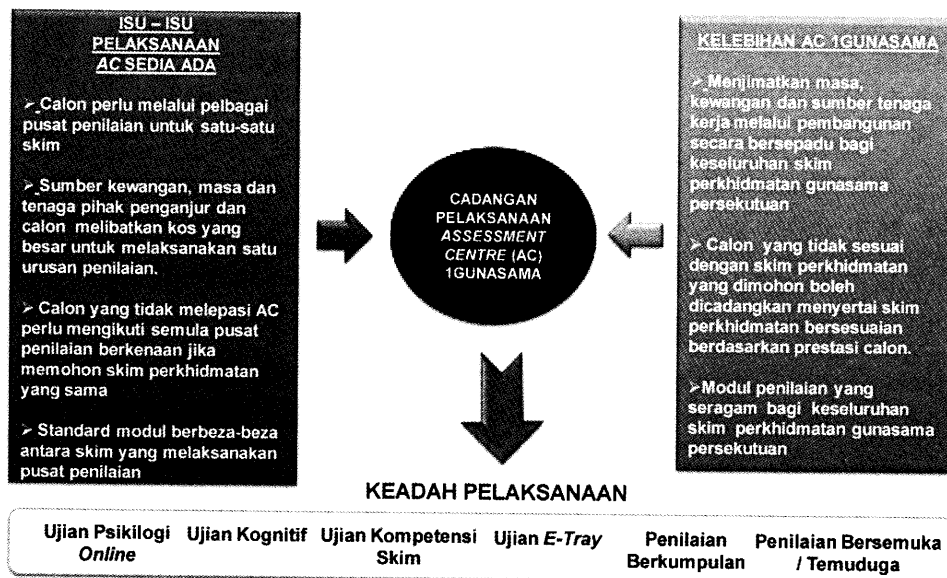 ISU – ISU
PELAKSANAAN
AC SEDIA ADA
➢ Calon perlu melalui pelbagai
pusat penilaian untuk satu-satu
skim
➢ Sumber kewangan, masa dan
tenaga pihak penganjur dan
calon melibatkan kos yang
besar untuk melaksanakan satu
urusan penilaian.
➢ Calon yang tidak melepasi AC
perlu mengikuti semula pusat
penilaian berkenaan jika
memohon skim perkhidmatan
yang sama
➢ Standard modul berbeza-beza
antara skim yang melaksanakan
pusat penilaian
CADANGAN
PELAKSANAAN
ASSESSMENT
CENTRE (AC)
1GUNASAMA
KELEBIHAN AC 1GUNASAMA
➢ Menjimatkan masa,
kewangan dan sumber tenaga
kerja melalui pembangunan
secara bersepadu bagi
keseluruhan skim
perkhidmatan gunasama
persekutuan
➢ Calon yang tidak sesuai
dengan skim perkhidmatan
yang dimohon boleh
dicadangkan menyertai skim
perkhidmatan bersesuaian
berdasarkan prestasi calon.
➢Modul penilaian yang
seragam bagi keseluruhan
skim perkhidmatan gunasama
persekutuan
KEADAH PELAKSANAAN
Ujian Psikilogi
Online
Ujian Kognitif
Ujian Kompetensi
Skim
Ujian E-Tray
Penilaian
Berkumpulan
Penilaian Bersemuka
/ Temuduga